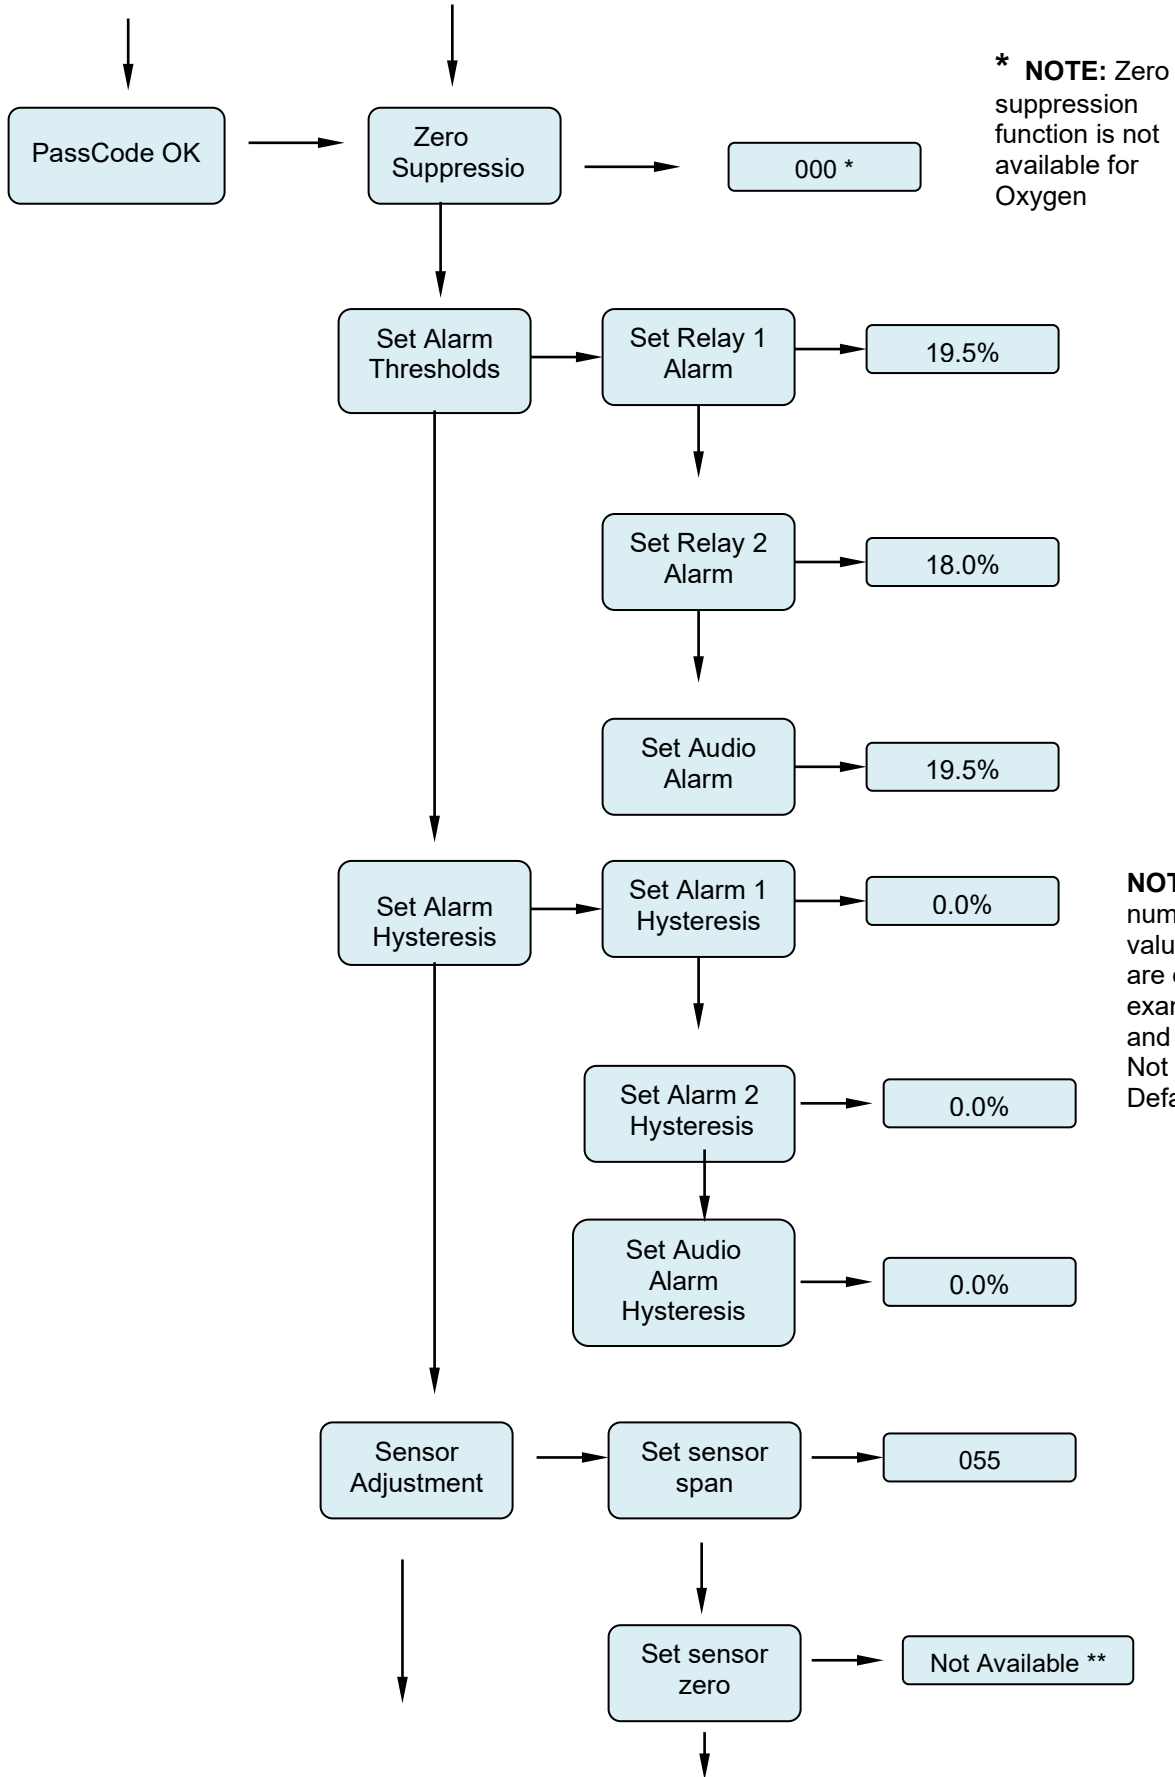 * NOTE: Zero
suppression
function is not
available for
Oxygen
PassCode OK
Zero
Suppressio
000 *
Set Alarm
Thresholds
Set Relay 1
Alarm
19.5%
Set Relay 2
Alarm
18.0%
Set Audio
Alarm
19.5%
Set Alarm
Hysteresis
Set Alarm 1
Hysteresis
0.0%
NOT
num
valu
are
exar
and
Not
Defa
Set Alarm 2
Hysteresis
0.0%
Set Audio
Alarm
Hysteresis
0.0%
Sensor
Adjustment
Set sensor
span
055
Set sensor
zero
Not Available **